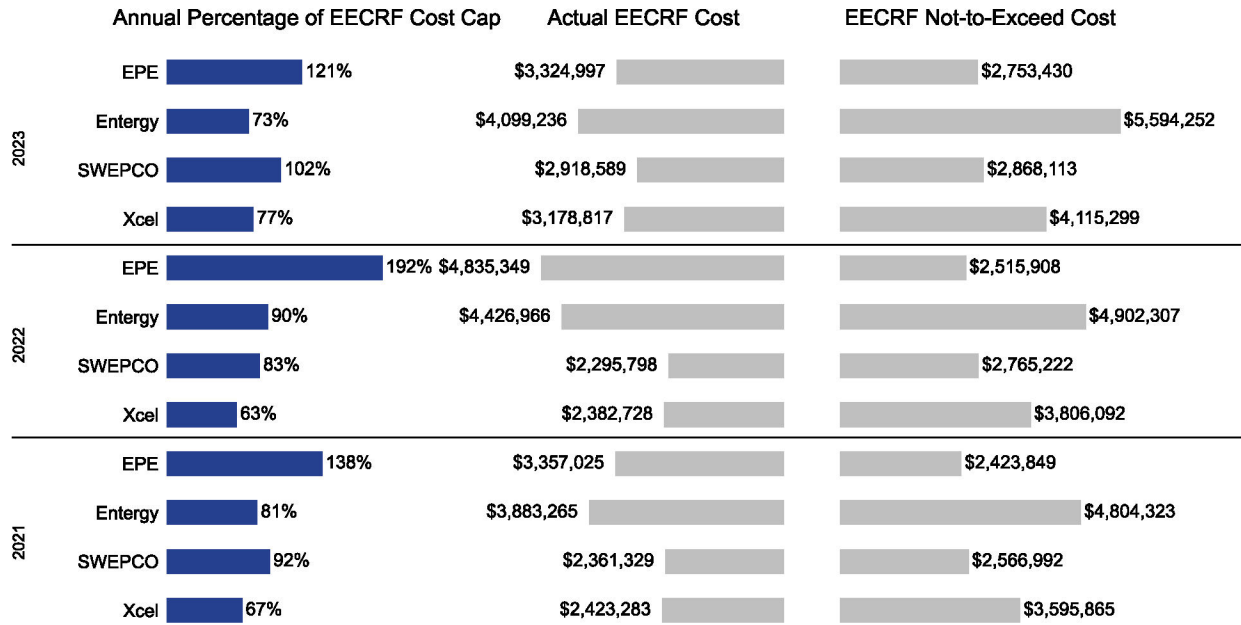 Annual Percentage of EECRF Cost Cap Actual EECRF Cost EECRF Not-to-Exceed Cost
2023
EPE 121% $3,324,997 $2,753,430
Entergy 73% $4,099,236 $5,594,252
SWEPCO 102% $2,918,589 $2,868,113
Xcel 77% $3,178,817 $4,115,299
2022
EPE 192% $4,835,349 $2,515,908
Entergy 90% $4,426,966 $4,902,307
SWEPCO 83% $2,295,798 $2,765,222
Xcel 63% $2,382,728 $3,806,092
2021
EPE 138% $3,357,025 $2,423,849
Entergy 81% $3,883,265 $4,804,323
SWEPCO 92% $2,361,329 $2,566,992
Xcel 67% $2,423,283 $3,595,865